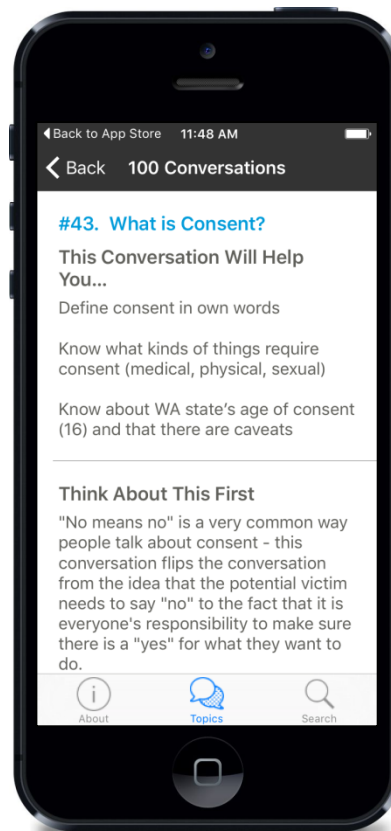 Back to App Store 11:48 AM
Back 100 Conversations
#43. What is Consent?
This Conversation Will Help
You...
Define consent in own words
Know what kinds of things require
consent (medical, physical, sexual)
Know about WA state's age of consent
(16) and that there are caveats
Think About This First
"No means no" is a very common way
people talk about consent - this
conversation flips the conversation
from the idea that the potential victim
needs to say "no" to the fact that it is
everyone's responsibility to make sure
there is a "yes" for what they want to
do.
About Topics Search